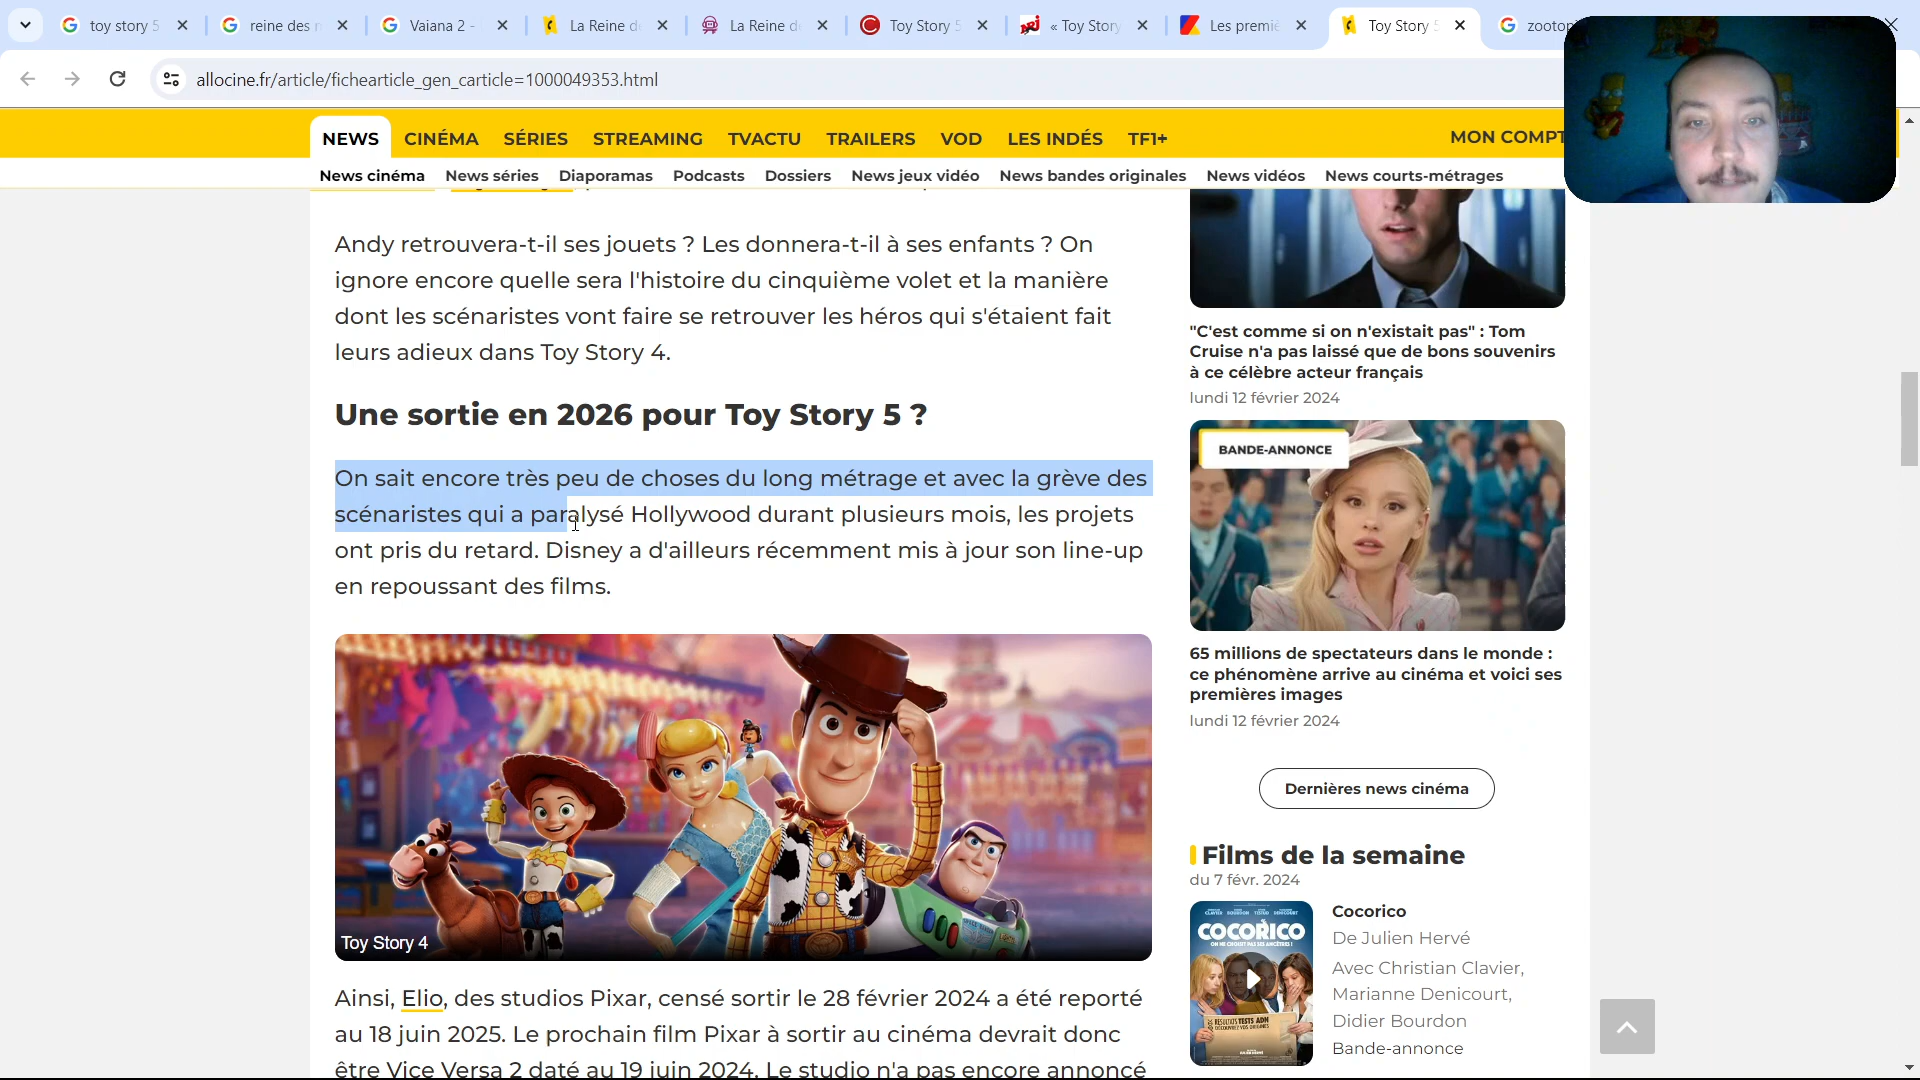 toy story 5
reine des n
Vaiana 2 -
La Reine d
La Reine d
Toy Story 5
« Toy Story
Les premiè
Toy Story 5
zootop
allocine.fr/article/fichearticle_gen_carticle=1000049353.html
NEWS
CINÉMA
SÉRIES
STREAMING
TVACTU
TRAILERS
VOD
LES INDÉS
TF1+
MON COMPT
News cinéma
News séries
Diaporamas
Podcasts
Dossiers
News jeux vidéo
News bandes originales
News vidéos
News courts-métrages
Andy retrouvera-t-il ses jouets ? Les donnera-t-il à ses enfants ? On
ignore encore quelle sera l'histoire du cinquième volet et la manière
dont les scénaristes vont faire se retrouver les héros qui s'étaient fait
leurs adieux dans Toy Story 4.
Une sortie en 2026 pour Toy Story 5 ?
On sait encore très peu de choses du long métrage et avec la grève des
scénaristes qui a paralysé Hollywood durant plusieurs mois, les projets
ont pris du retard. Disney a d'ailleurs récemment mis à jour son line-up
en repoussant des films.
Toy Story 4
Ainsi, Elio, des studios Pixar, censé sortir le 28 février 2024 a été reporté
au 18 juin 2025. Le prochain film Pixar à sortir au cinéma devrait donc
être Vice Versa 2 daté au 19 juin 2024. Le studio n'a pas encore annoncé
"C'est comme si on n'existait pas" : Tom
Cruise n'a pas laissé que de bons souvenirs
à ce célèbre acteur français
lundi 12 février 2024
BANDE-ANNONCE
65 millions de spectateurs dans le monde :
ce phénomène arrive au cinéma et voici ses
premières images
lundi 12 février 2024
Dernières news cinéma
Films de la semaine
du 7 févr. 2024
COCORICO
Cocorico
De Julien Hervé
Avec Christian Clavier,
Marianne Denicourt,
Didier Bourdon
Bande-annonce